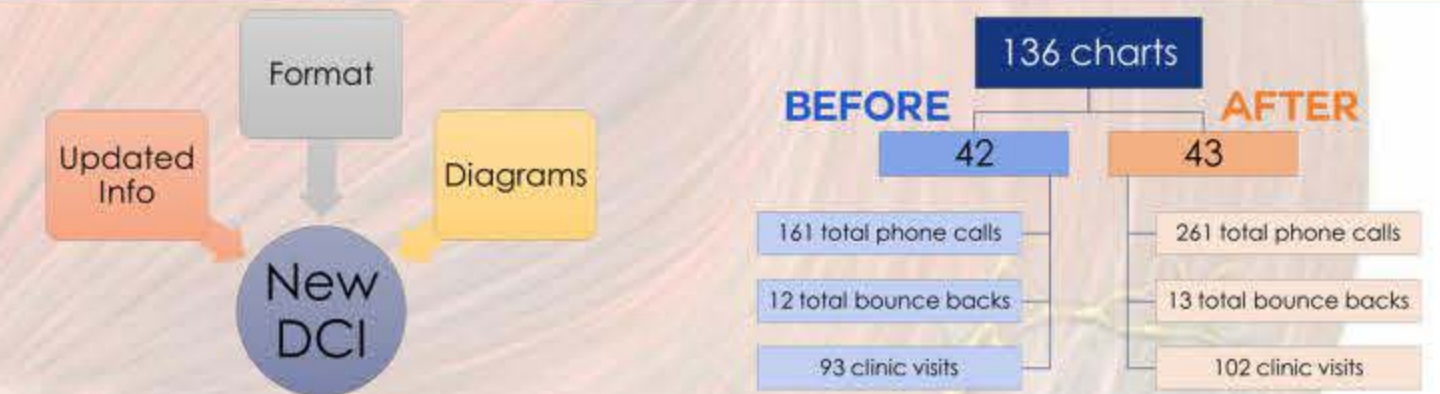 Format
Updated
Info
Diagrams
New
DCI
136 charts
BEFORE
AFTER
42
43
161 total phone calls
261 total phone calls
12 total bounce backs
13 total bounce backs
93 clinic visits
102 clinic visits